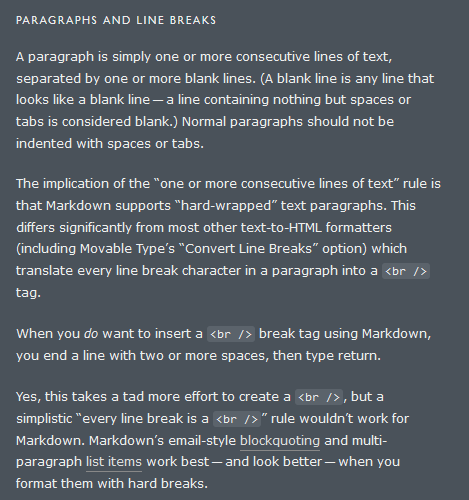 PARAGRAPHS AND LINE BREAKS
A paragraph is simply one or more consecutive lines of text,
separated by one or more blank lines. (A blank line is any line that
looks like a blank line — a line containing nothing but spaces or
tabs is considered blank.) Normal paragraphs should not be
indented with spaces or tabs.
The implication of the “one or more consecutive lines of text” rule is
that Markdown supports “hard-wrapped” text paragraphs. This
differs significantly from most other text-to-HTML formatters
(including Movable Type’s “Convert Line Breaks” option) which
translate every line break character in a paragraph into a <br />
tag.
When you do want to insert a <br /> break tag using Markdown,
you end a line with two or more spaces, then type return.
Yes, this takes a tad more effort to create a <br />, but a
simplistic “every line break is a <br />” rule wouldn’t work for
Markdown. Markdown’s email-style blockquoting and multi-
paragraph list items work best — and look better — when you
format them with hard breaks.